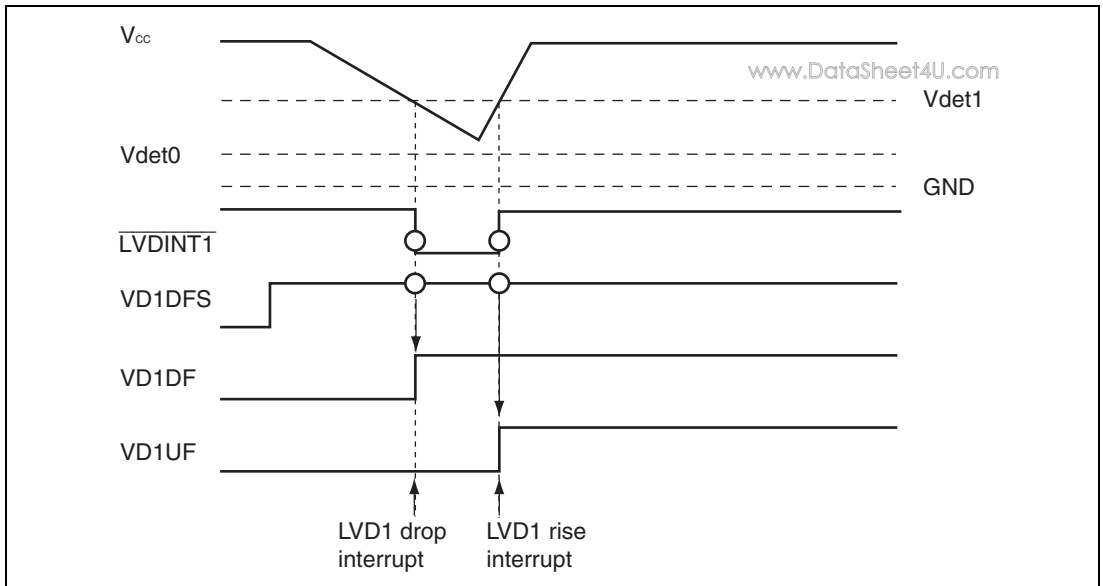 Vcc
www.DataSheet4U.com
Vdet1
Vdet0
GND
LVDINT1
VD1DFS
VD1DF
VD1UF
LVD1 drop
interrupt
LVD1 rise
interrupt